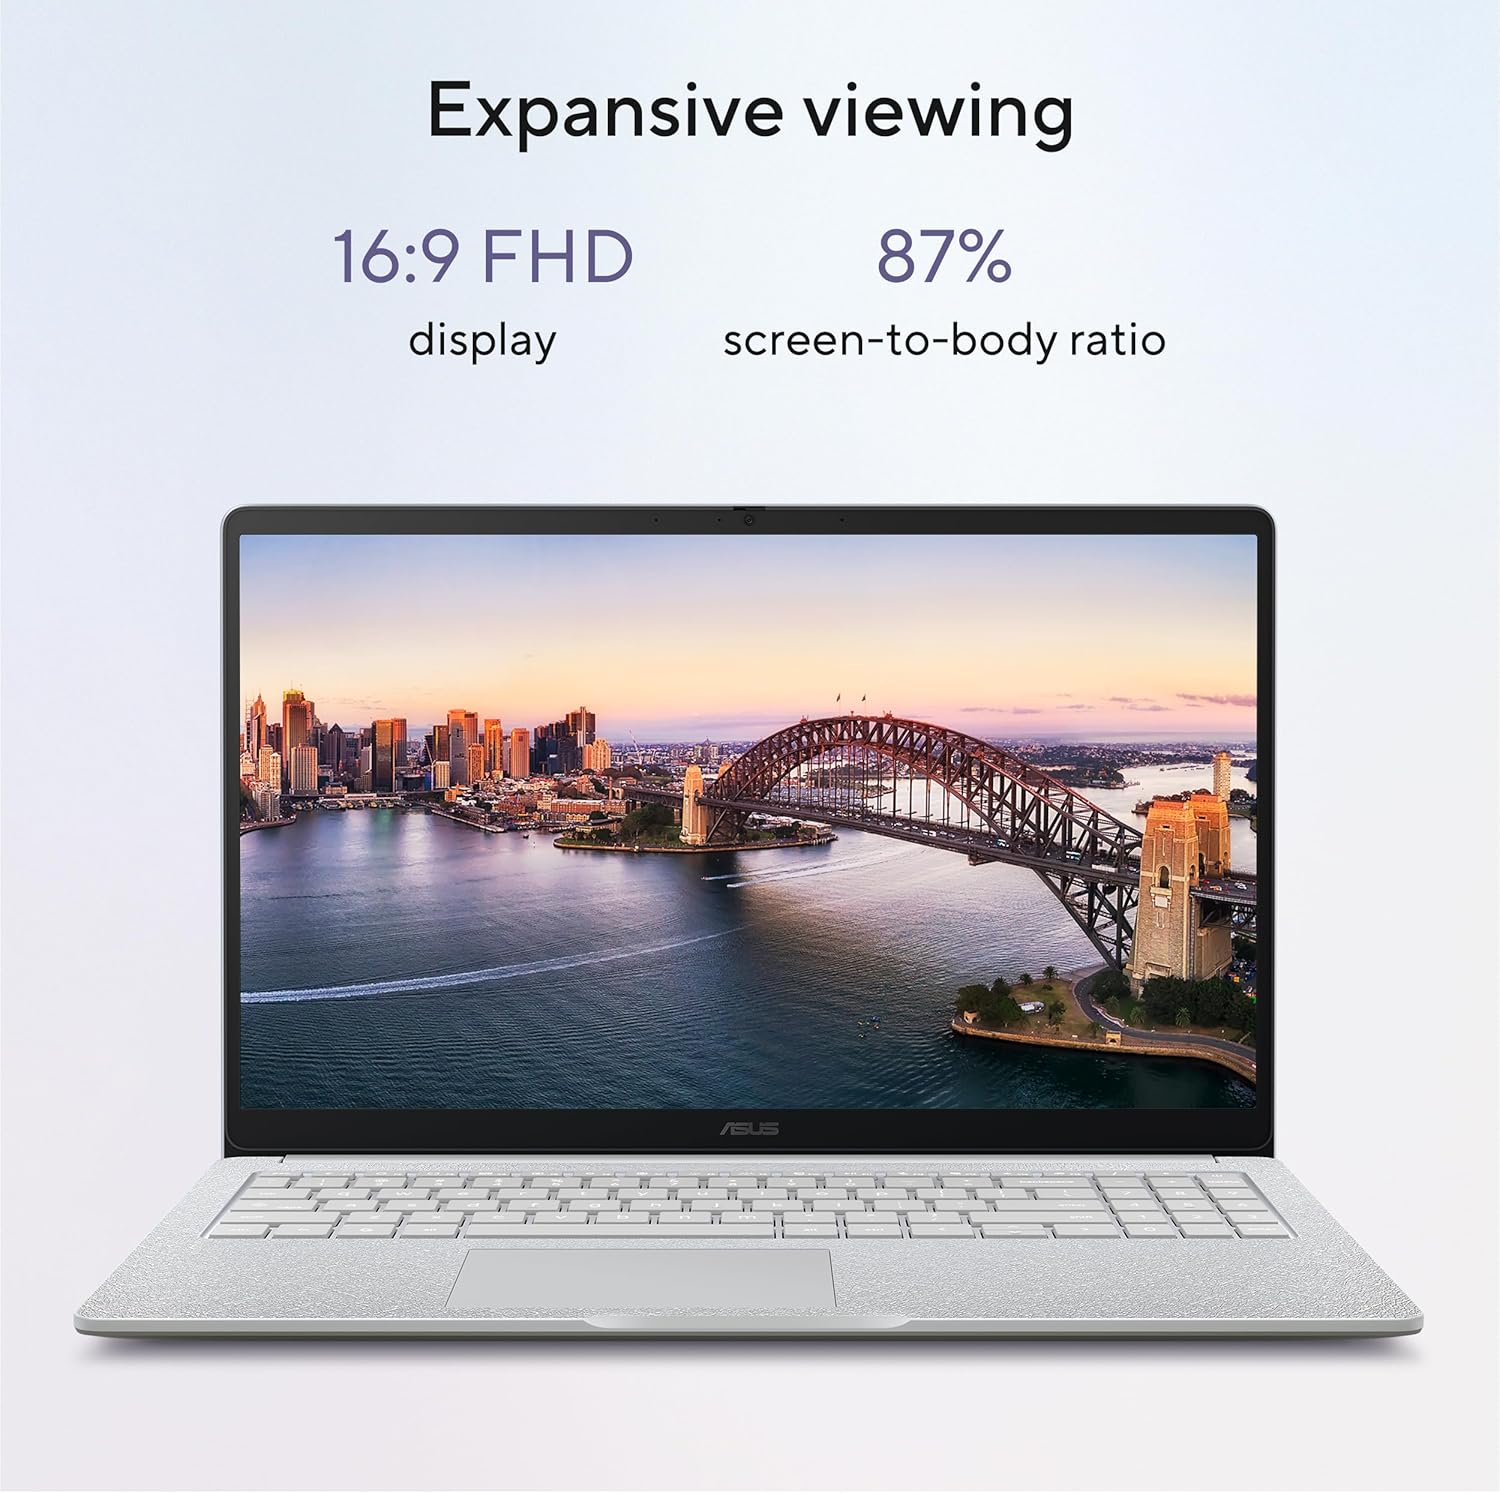 Expansive viewing
16:9 FHD
display
87%
screen-to-body ratio
ASUS